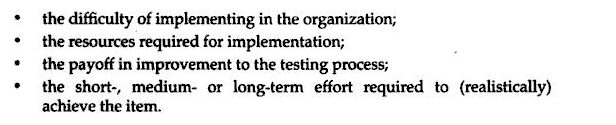 • the difficulty of implementing in the organization;
• the resources required for implementation;
• the payoff in improvement to the testing process;
• the short-, medium- or long-term effort required to (realistically)
achieve the item.